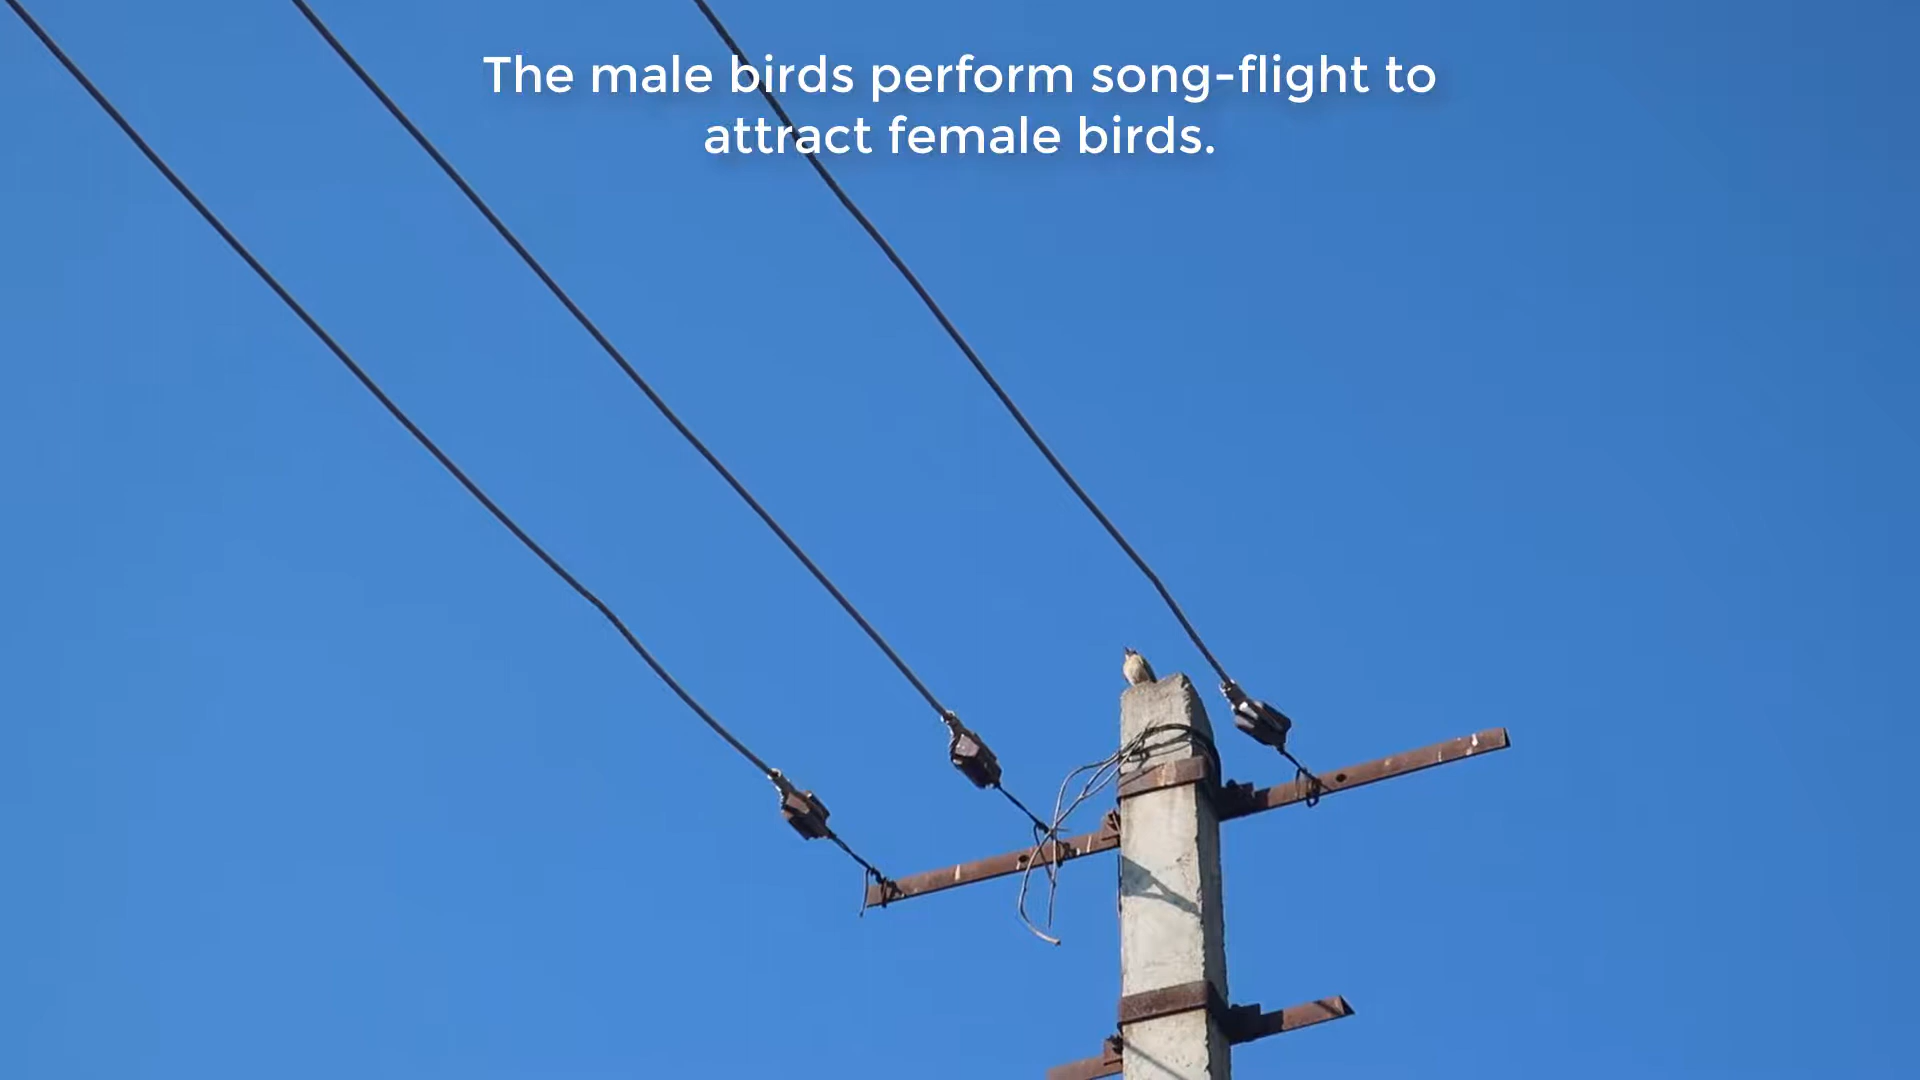 The male birds perform song-flight to
attract female birds.